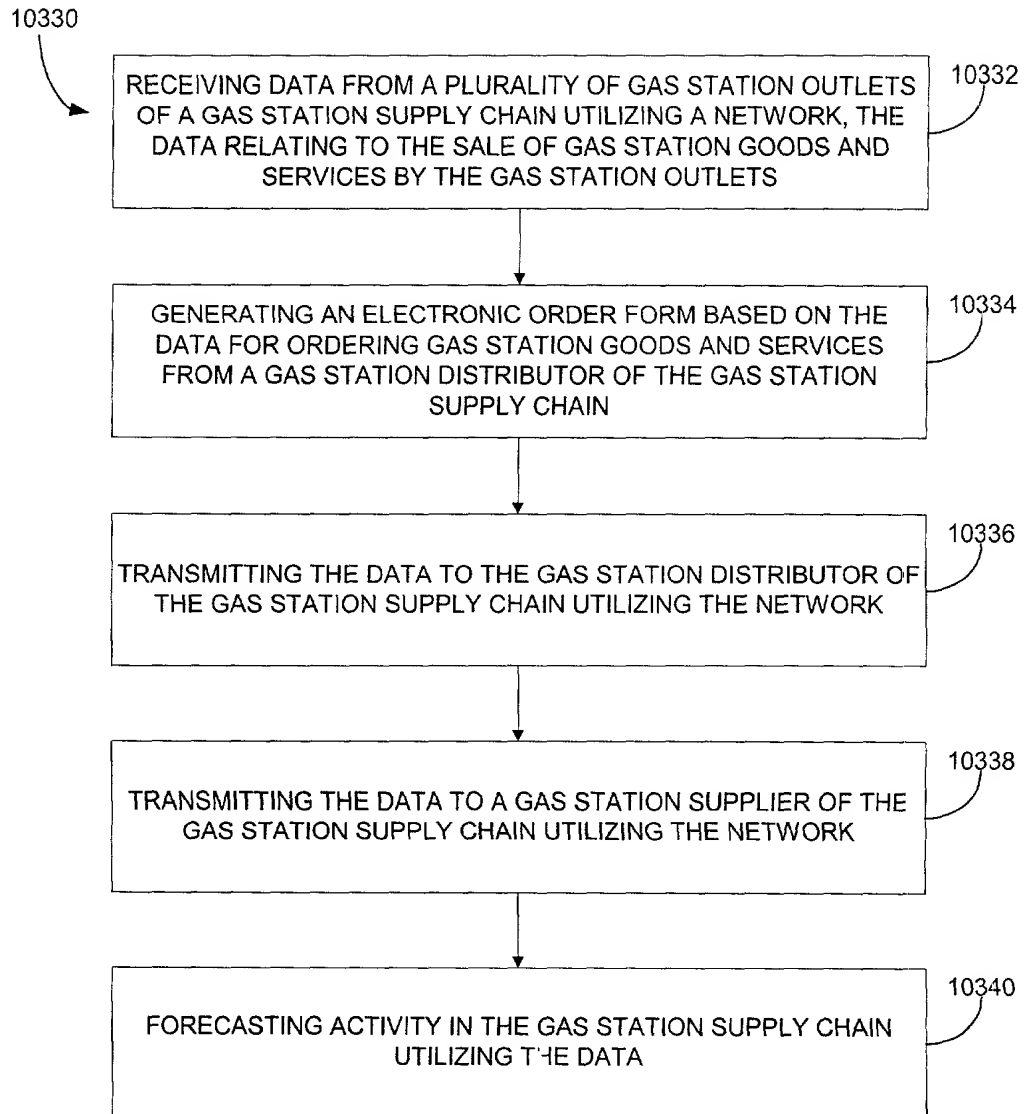 10330
RECEIVING DATA FROM A PLURALITY OF GAS STATION OUTLETS
OF A GAS STATION SUPPLY CHAIN UTILIZING A NETWORK, THE
DATA RELATING TO THE SALE OF GAS STATION GOODS AND
SERVICES BY THE GAS STATION OUTLETS
10332
GENERATING AN ELECTRONIC ORDER FORM BASED ON THE
DATA FOR ORDERING GAS STATION GOODS AND SERVICES
FROM A GAS STATION DISTRIBUTOR OF THE GAS STATION
SUPPLY CHAIN
10334
TRANSMITTING THE DATA TO THE GAS STATION DISTRIBUTOR OF
THE GAS STATION SUPPLY CHAIN UTILIZING THE NETWORK
10336
TRANSMITTING THE DATA TO A GAS STATION SUPPLIER OF THE
GAS STATION SUPPLY CHAIN UTILIZING THE NETWORK
10338
FORECASTING ACTIVITY IN THE GAS STATION SUPPLY CHAIN
UTILIZING THE DATA
10340